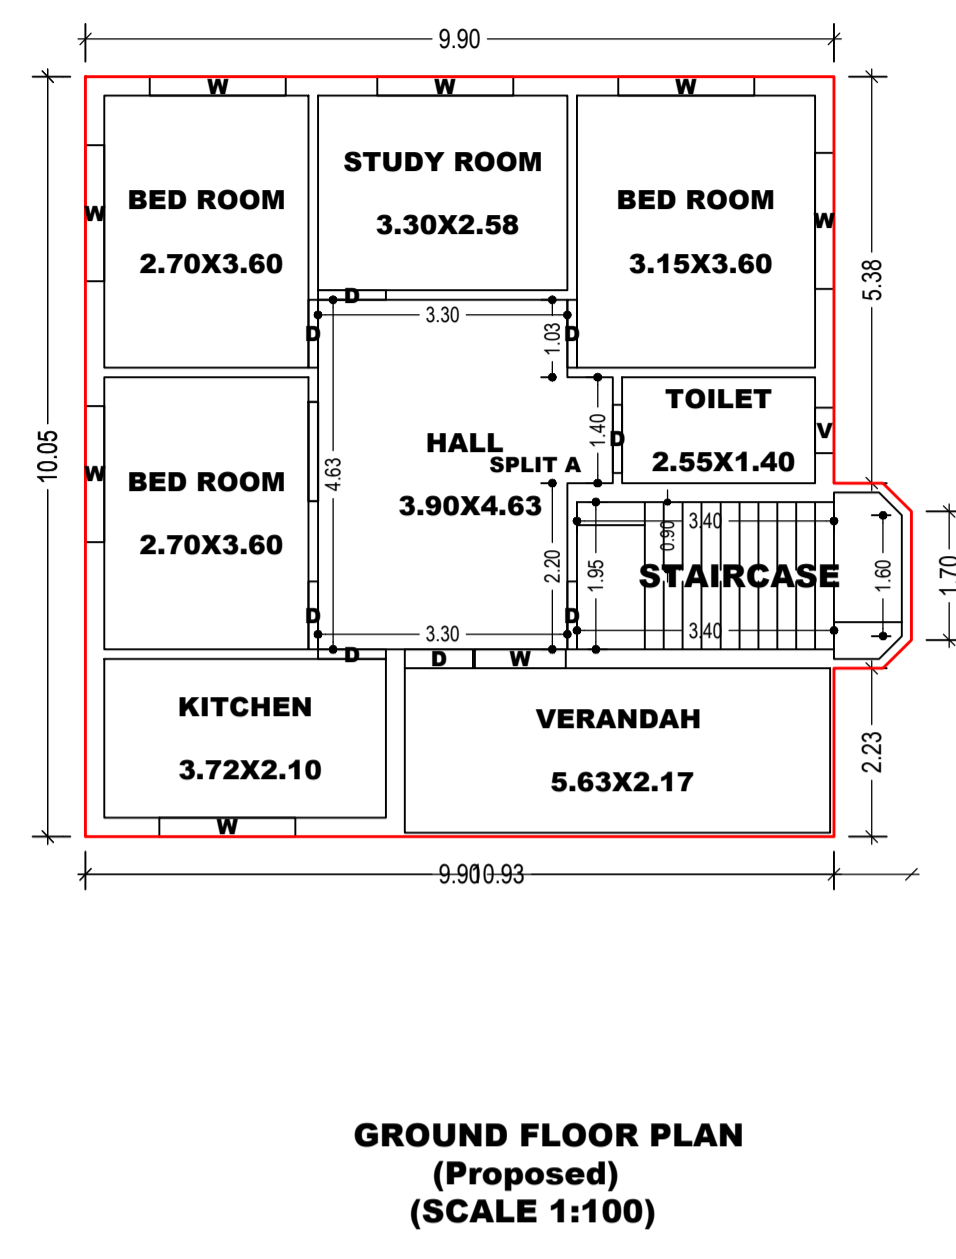 9.90
W
W
W
BED ROOM
2.70X3.60
STUDY ROOM
3.30X2.58
BED ROOM
3.15X3.60
W
W
5.38
D
D
D
3.30
1.03
10.05
W
BED ROOM
2.70X3.60
4.63
HALL
SPLIT A
3.90X4.63
1.40
D
TOILET
2.55X1.40
V
2.20
1.95
0.90
3.40
STAIRCASE
3.40
1.60
1.70
D
D
3.30
D
D
W
KITCHEN
3.72X2.10
W
VERANDAH
5.63X2.17
2.23
9.90
10.93
GROUND FLOOR PLAN
(Proposed)
(SCALE 1:100)